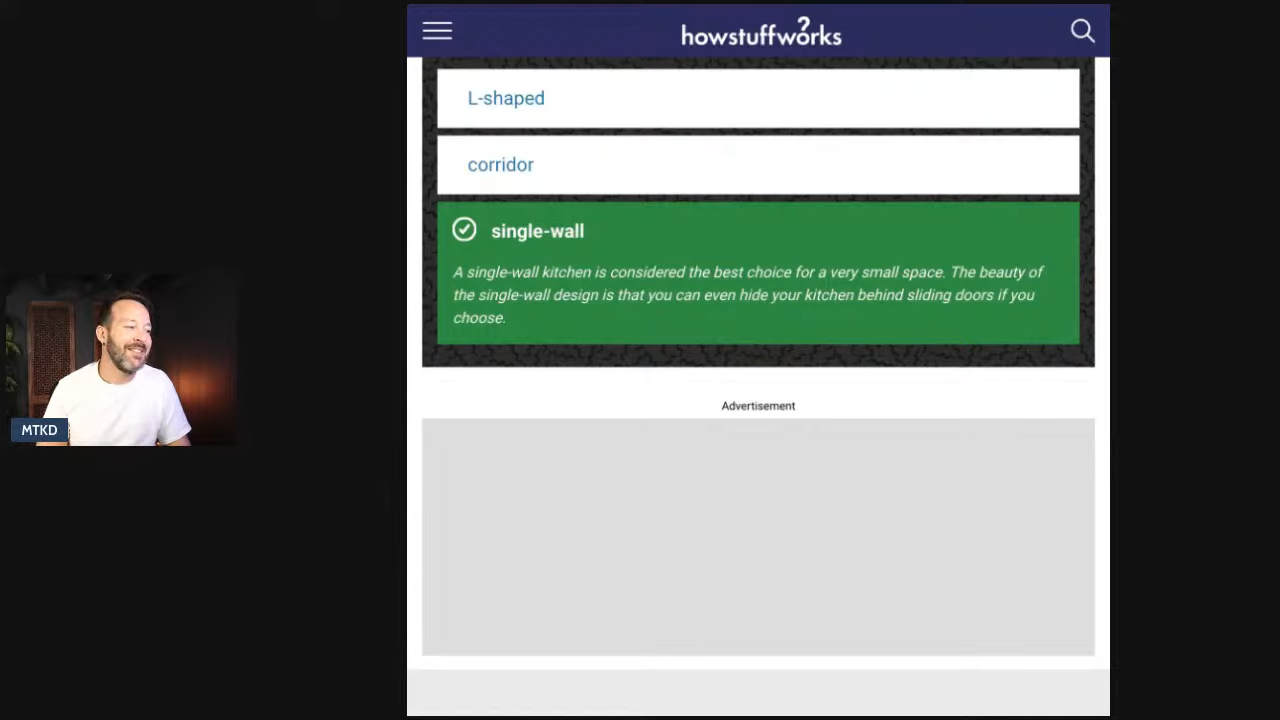 howstuffworks
L-shaped
corridor
single-wall
A single-wall kitchen is considered the best choice for a very small space. The beauty of
the single-wall design is that you can even hide your kitchen behind sliding doors if you
choose.
MTKD
Advertisement